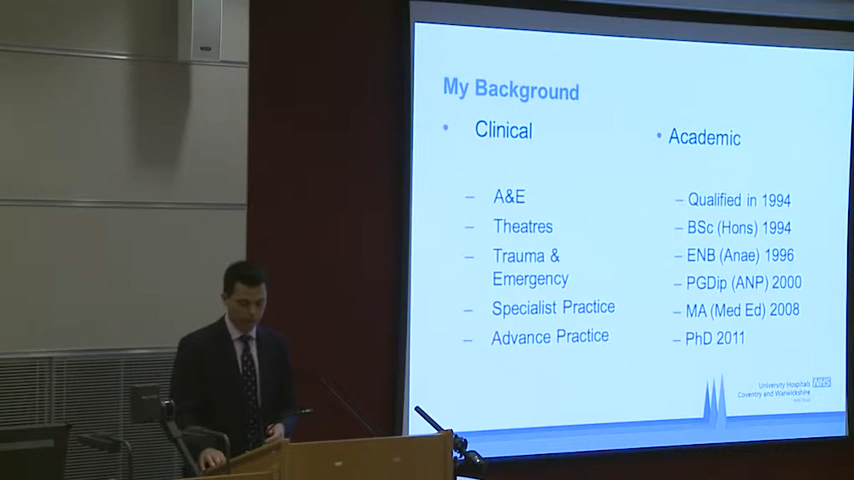 My Background
• Clinical
– A&E
– Theatres
– Trauma &
Emergency
– Specialist Practice
– Advance Practice
• Academic
– Qualified in 1994
– BSc (Hons) 1994
– ENB (Anae) 1996
– PGDip (ANP) 2000
– MA (Med Ed) 2008
– PhD 2011
University Hospitals NHS
Coventry and Warwickshire